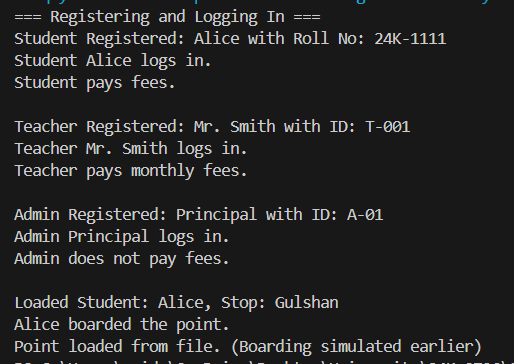 === Registering and Logging In ===
Student Registered: Alice with Roll No: 24K-1111
Student Alice logs in.
Student pays fees.
Teacher Registered: Mr. Smith with ID: T-001
Teacher Mr. Smith logs in.
Teacher pays monthly fees.
Admin Registered: Principal with ID: A-01
Admin Principal logs in.
Admin does not pay fees.
Loaded Student: Alice, Stop: Gulshan
Alice boarded the point.
Point loaded from file. (Boarding simulated earlier)